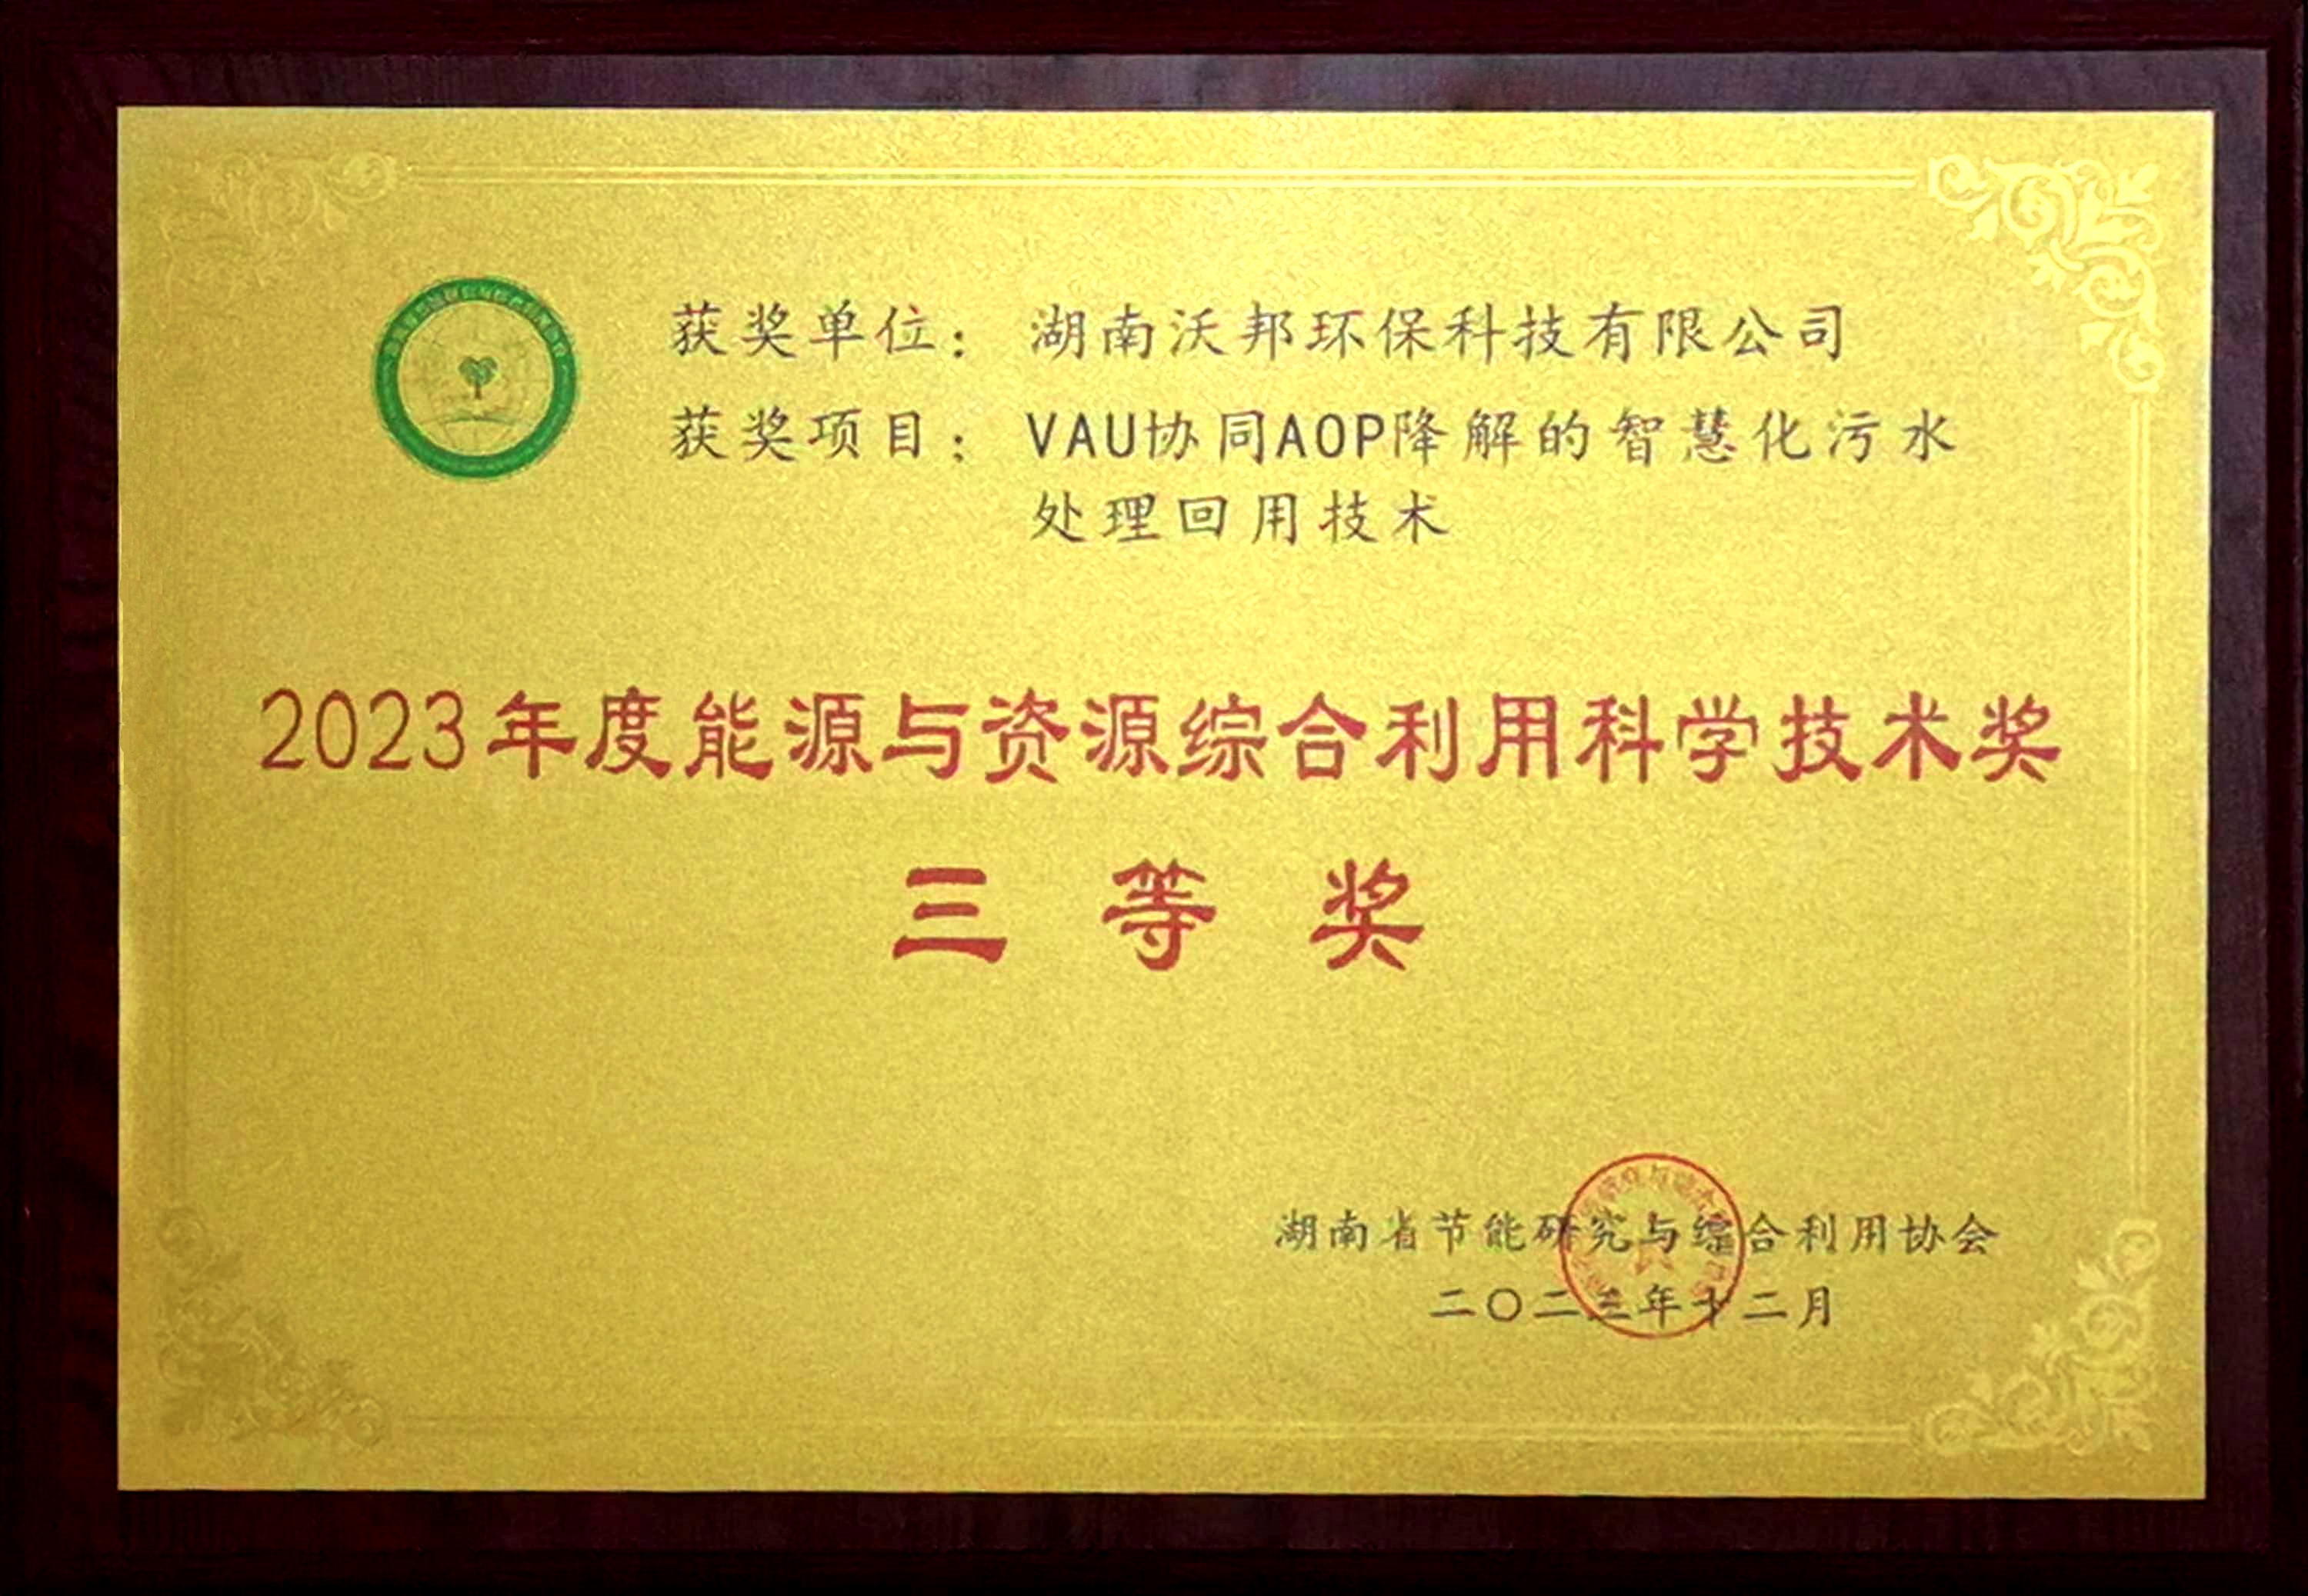 获奖单位：湖南沃邦环保科技有限公司
获奖项目：VAU协同AOP降解的智慧化污水
处理回用技术
2023年度能源与资源综合利用科学技术奖
三等奖
湖南省节能研究与综合利用协会
二〇二三年十二月